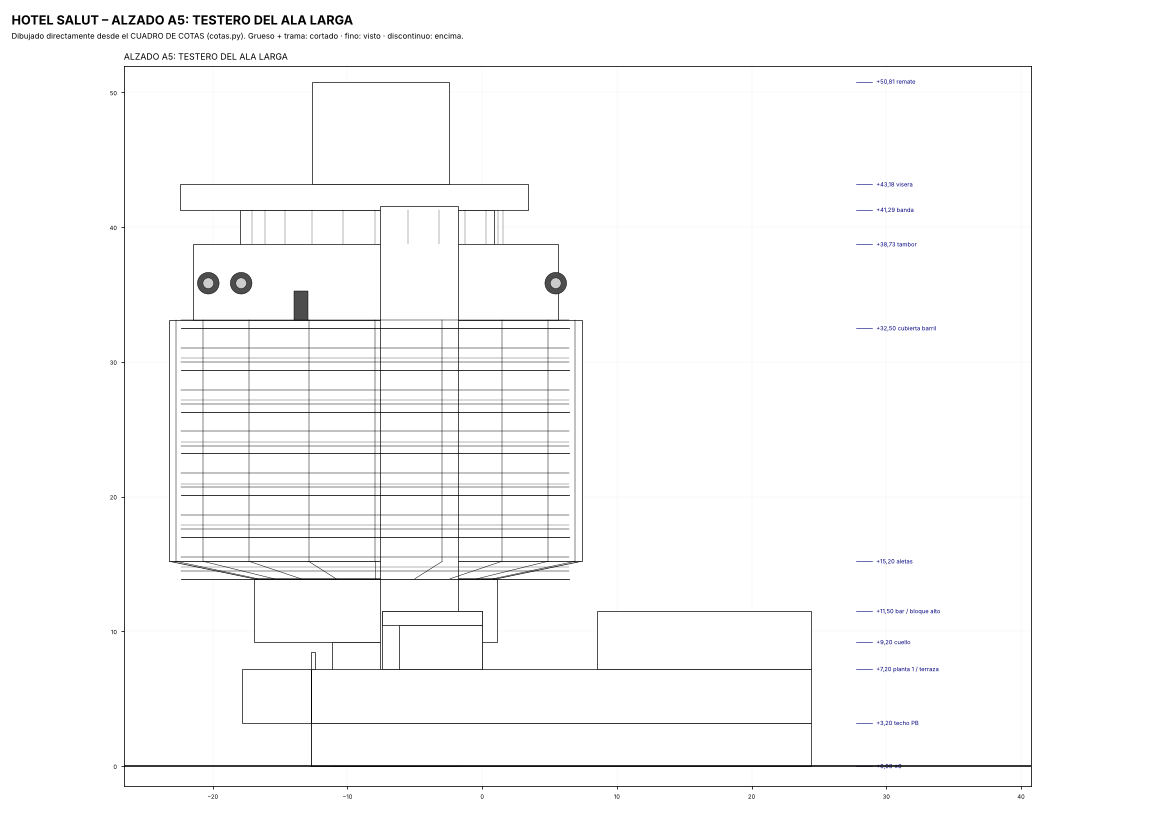 HOTEL SALUT – ALZADO A5: TESTERO DEL ALA LARGA
Dibujado directamente desde el CUADRO DE COTAS (cotas.py). Grueso + trama: cortado · fino: visto · discontinuo: encima.
ALZADO A5: TESTERO DEL ALA LARGA
+50,81 remate
50
+43,18 visera
+41,29 banda
40
+38,73 tambor
+32,50 cubierta barril
30
20
+15,20 aletas
+11,50 bar / bloque alto
10
+9,20 cuello
+7,20 planta 1 / terraza
+3,20 techo PB
0
−20 −10 0 10 20 30 40